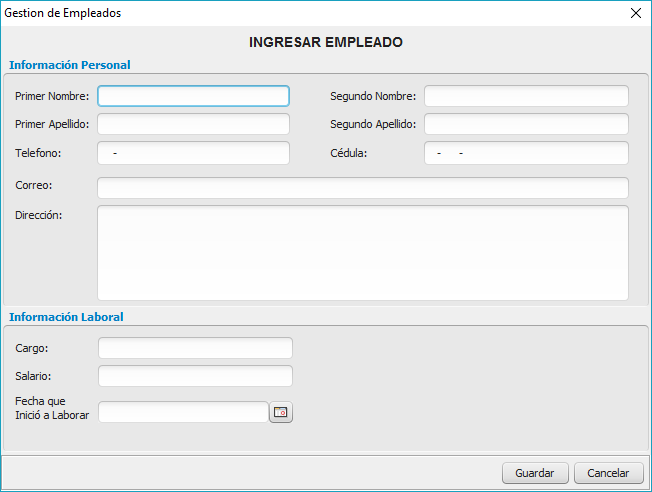 Gestion de Empleados
INGRESAR EMPLEADO
Información Personal
Primer Nombre: Segundo Nombre:
Primer Apellido: Segundo Apellido:
Telefono: - Cédula: - -
Correo:
Dirección:
Información Laboral
Cargo:
Salario:
Fecha que
Inició a Laborar
Guardar Cancelar